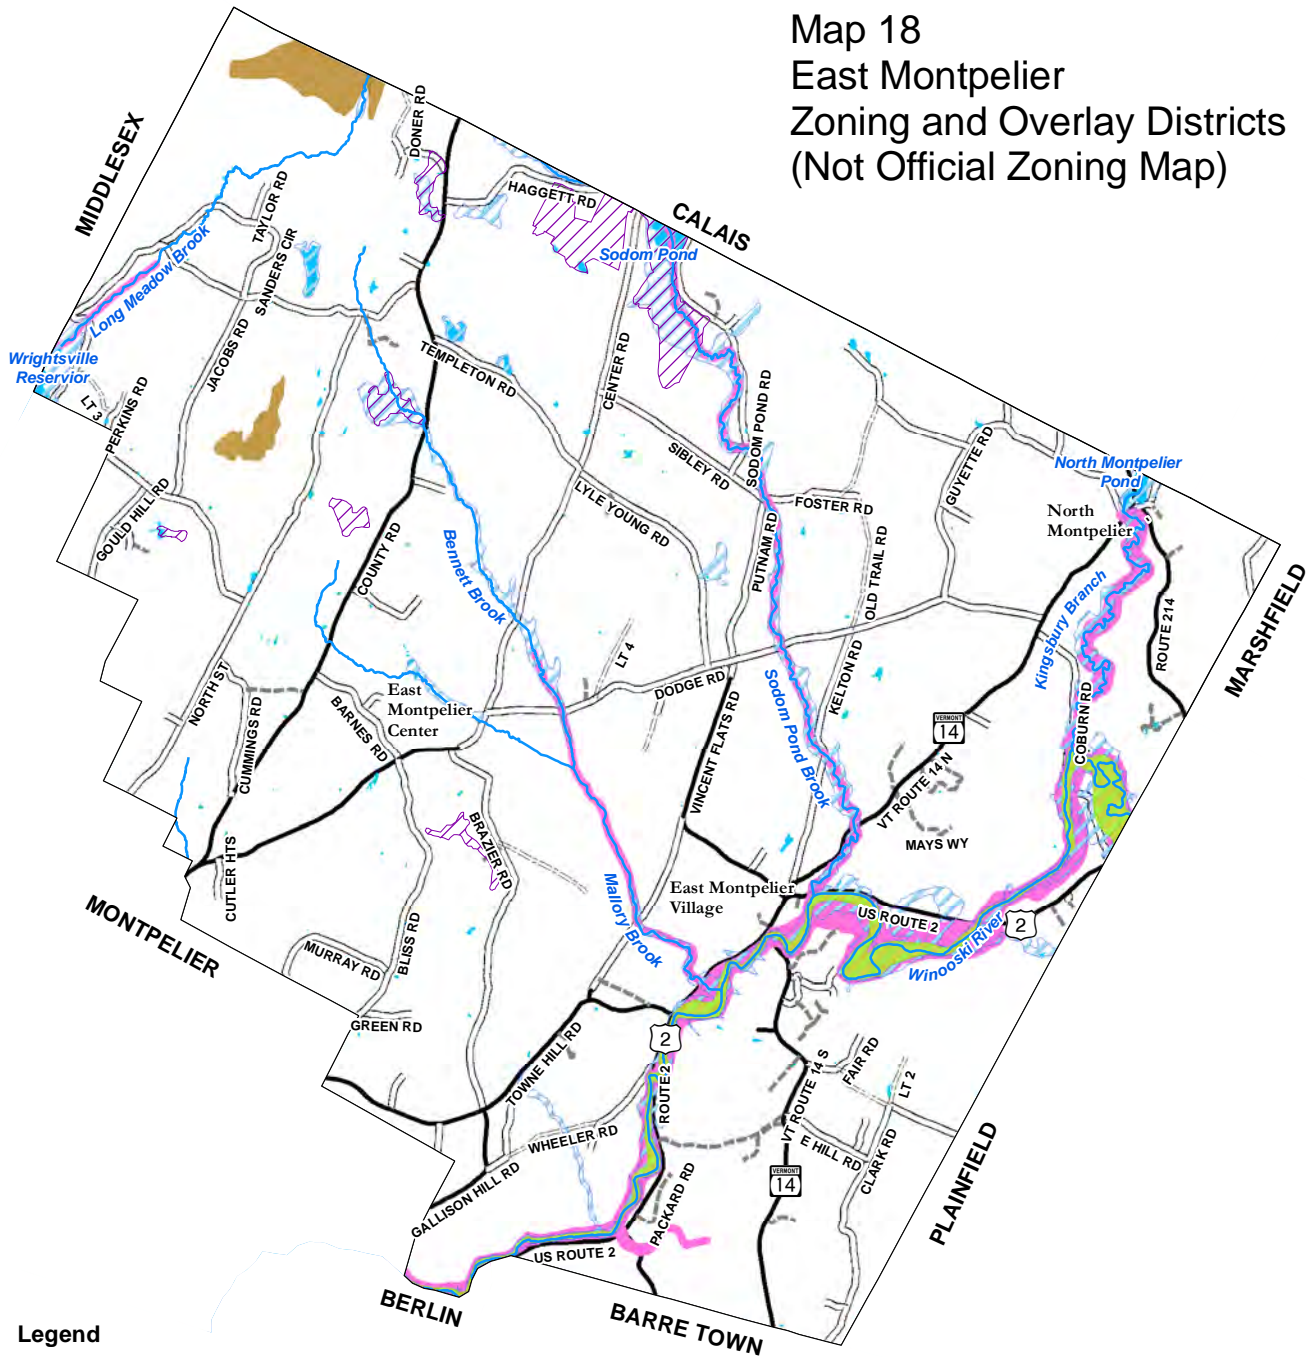 Map 18
East Montpelier
Zoning and Overlay Districts
(Not Official Zoning Map)
DONER RD
MIDDLESEX
HAGGETT RD
TAYLOR RD
CALAIS
Sodom Pond
SANDERS CIR
Long Meadow Brook
Wrightsville
Reservior
JACOBS RD
TEMPLETON RD
CENTER RD
LT 3
PERKINS RD
SODOM POND RD
SIBLEY RD
GUYETTE RD
North Montpelier
Pond
GOULD HILL RD
LYLE YOUNG RD
FOSTER RD
North
Montpelier
COUNTY RD
Bennett Brook
PUTNAM RD
OLD TRAIL RD
Kingsbury Branch
ROUTE 214
MARSHFIELD
LT 4
NORTH ST
East
Montpelier
Center
DODGE RD
KELTON RD
Sodom Pond Brook
CUMMINGS RD
BARNES RD
VINCENT FLATS RD
VERMONT
14
COBURN RD
VT ROUTE 14 N
BRAZIER RD
MAYS WY
CUTLER HTS
East Montpelier
Village
Mallory Brook
US ROUTE 2
2
Winooski River
MONTPELIER
BLISS RD
MURRAY RD
GREEN RD
TOWNE HILL RD
2
ROUTE 2
VT ROUTE 14 S
FAIR RD
LT 2
WHEELER RD
E HILL RD
CLARK RD
GALLISON HILL RD
PACKARD RD
VERMONT
14
PLAINFIELD
US ROUTE 2
BERLIN
BARRE TOWN
Legend